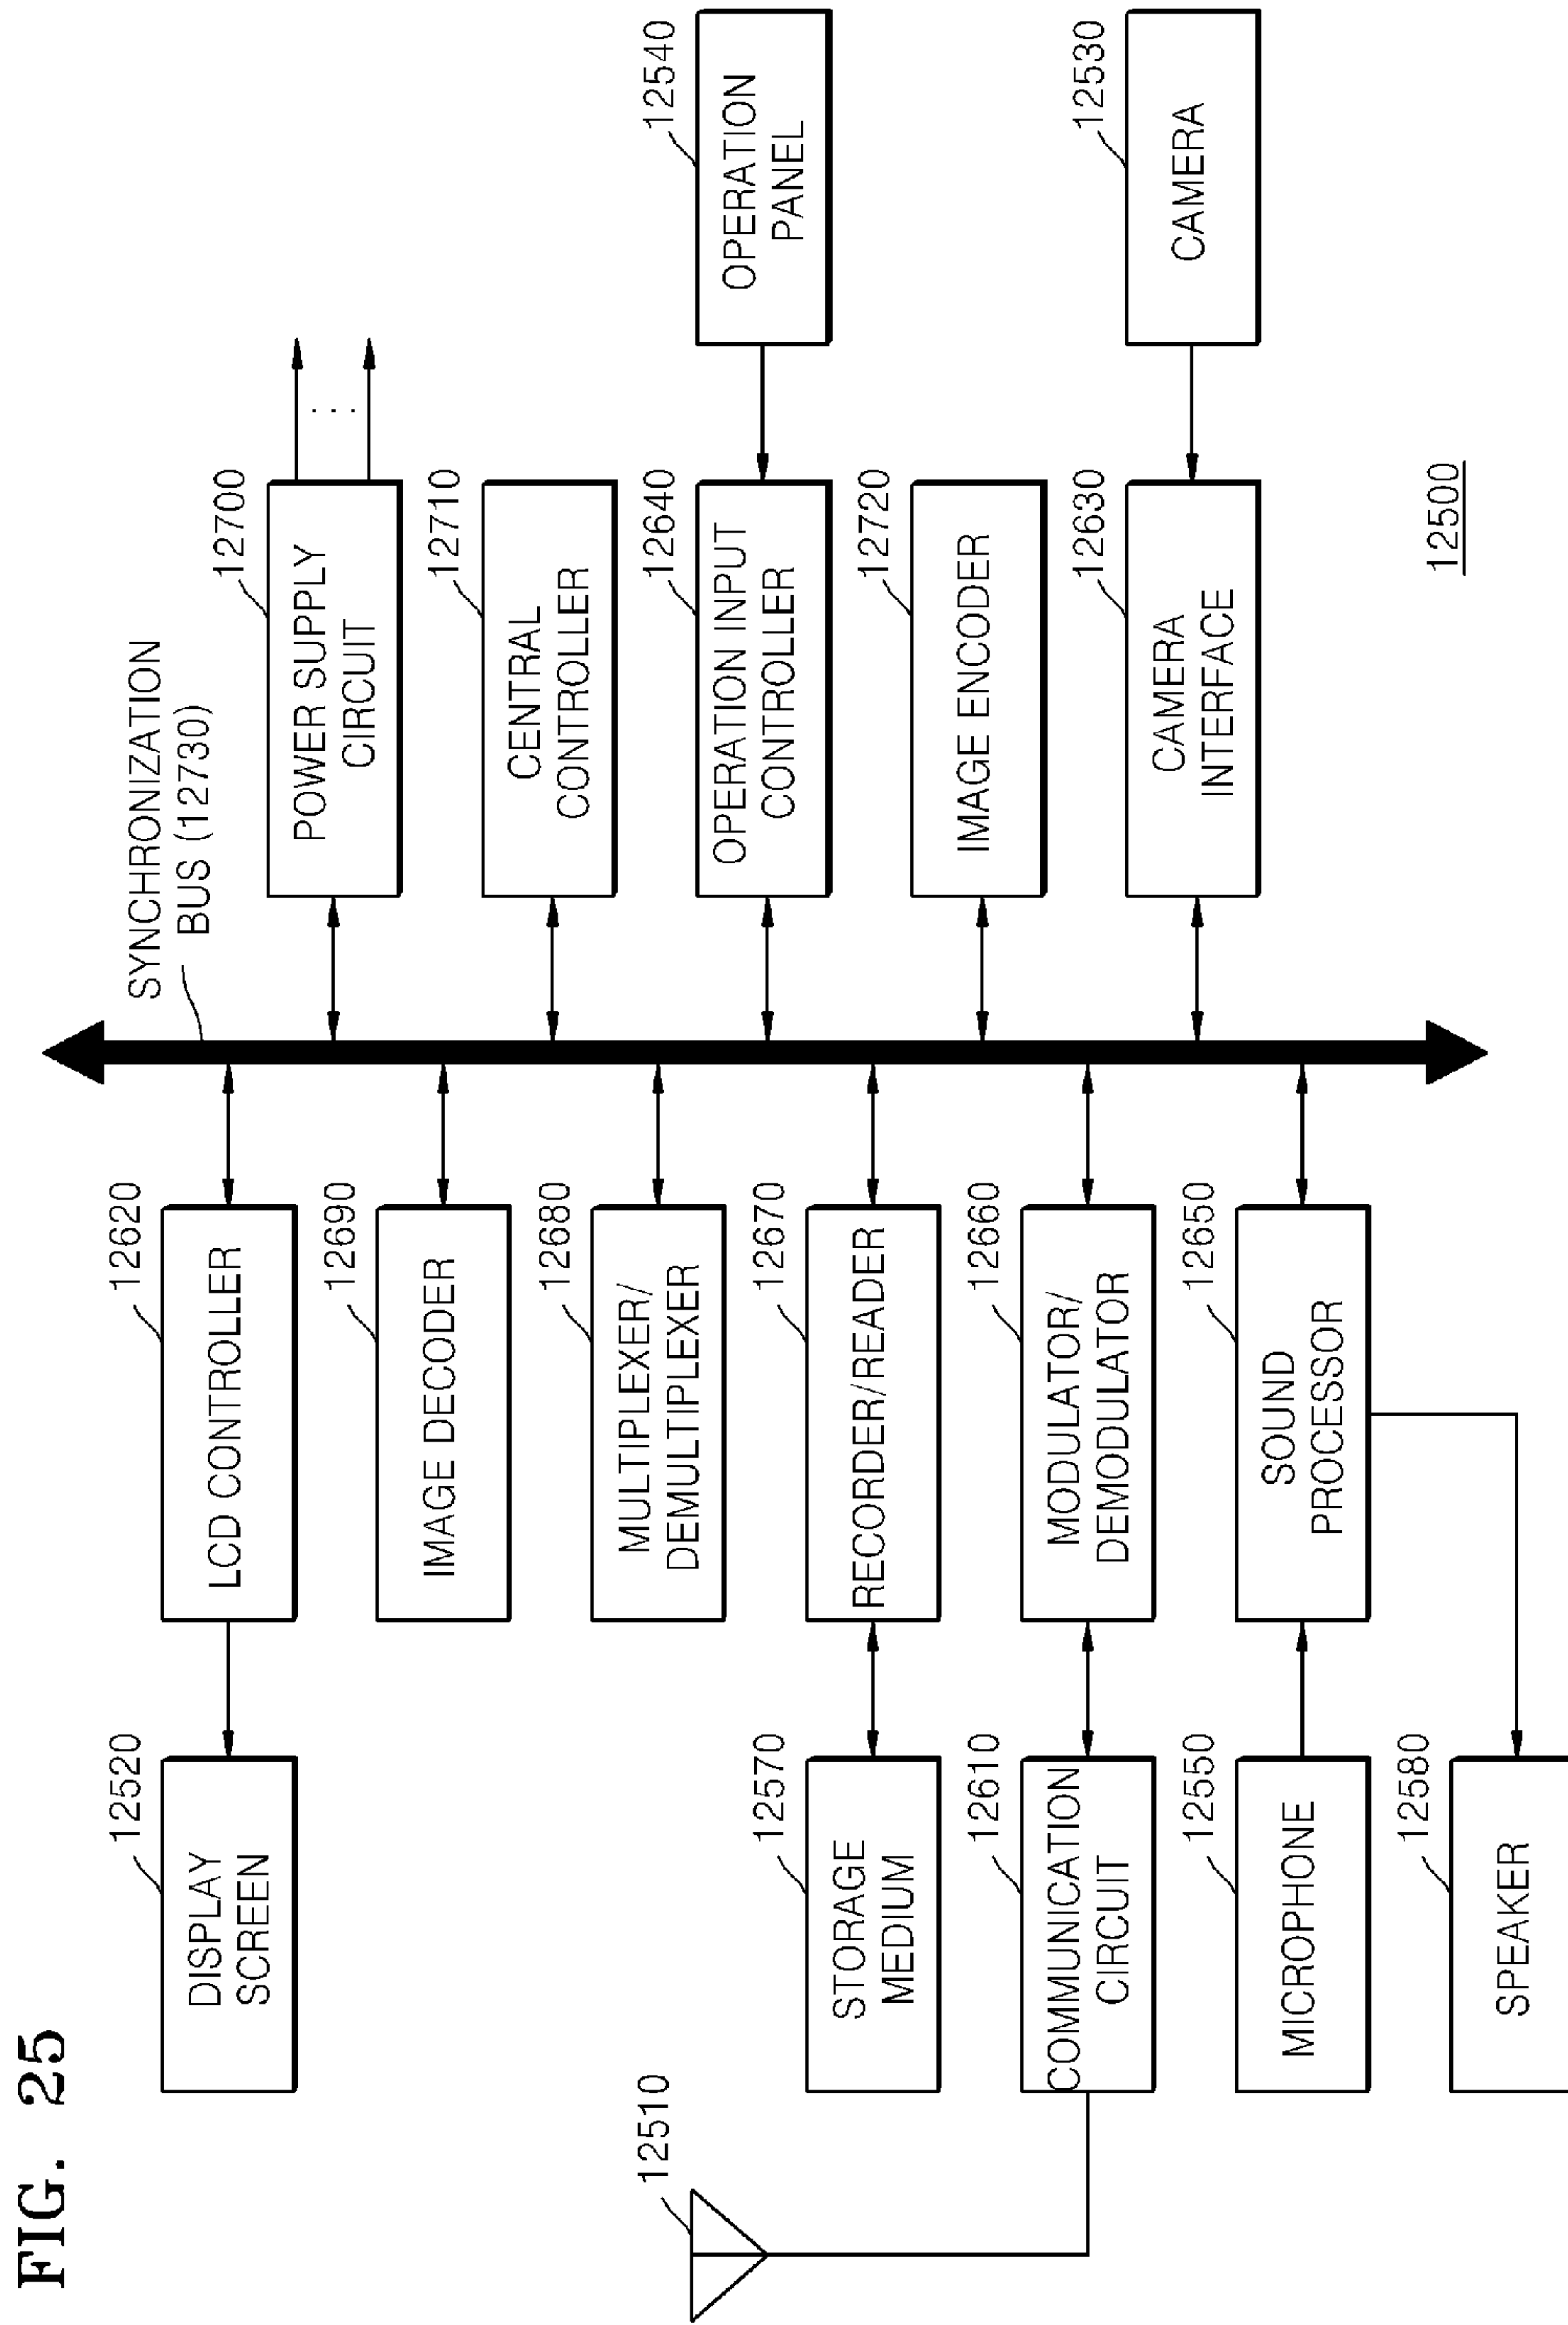 FIG. 25
12510
12520
DISPLAY
SCREEN
12620
LCD CONTROLLER
12690
IMAGE DECODER
12680
MULTIPLEXER/
DEMULTIPLEXER
12570
STORAGE
MEDIUM
12670
RECORDER/READER
12610
COMMUNICATION
CIRCUIT
12660
MODULATOR/
DEMODULATOR
12550
MICROPHONE
12650
SOUND
PROCESSOR
12580
SPEAKER
SYNCHRONIZATION
BUS (12730)
12700
POWER SUPPLY
CIRCUIT
12710
CENTRAL
CONTROLLER
12640
OPERATION INPUT
CONTROLLER
12540
OPERATION
PANEL
12720
IMAGE ENCODER
12630
CAMERA
INTERFACE
12530
CAMERA
12500